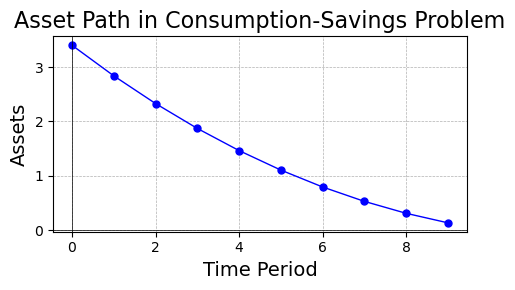 Asset Path in Consumption-Savings Problem
3
2
1
0
Assets
0 2 4 6 8
Time Period